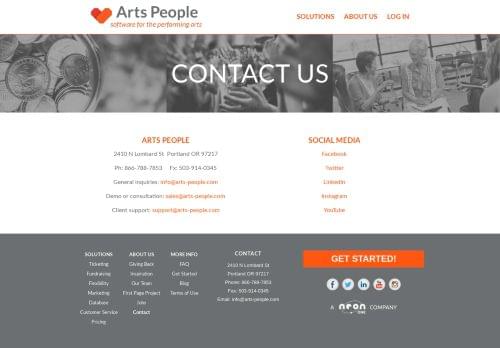 Arts People
software for the performing arts
SOLUTIONS ABOUT US LOG IN
CONTACT US
ARTS PEOPLE
2410 N Lombard St Portland OR 97217
Ph: 866-788-7853 Fx: 503-914-0345
General inquiries: info@arts-people.com
Demo or consultation: sales@arts-people.com
Client support: support@arts-people.com
SOCIAL MEDIA
Facebook
Twitter
LinkedIn
Instagram
YouTube
SOLUTIONS
Ticketing
Fundraising
Flexibility
Marketing
Database
Customer Service
Pricing
ABOUT US
Giving Back
Inspiration
Our Team
First Page Project
Jobs
Contact
MORE INFO
FAQ
Get Started
Blog
Terms of Use
CONTACT
2410 N Lombard St
Portland OR 97217
Phone: 866-788-7853
Fax: 503-914-0345
Email: info@arts-people.com
GET STARTED!
A neon one COMPANY